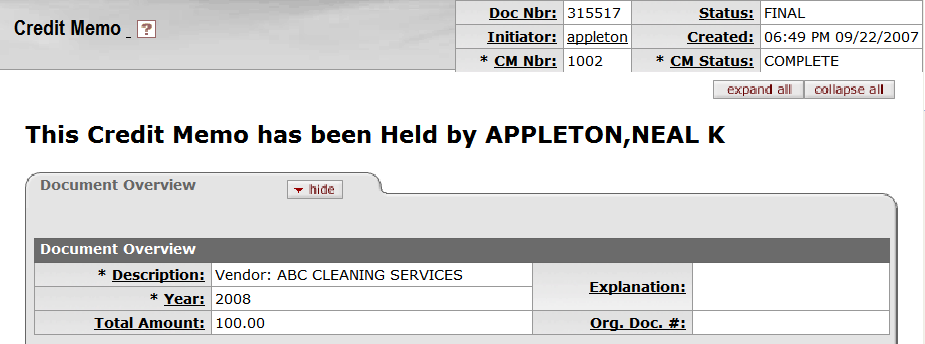 Credit Memo ?
Doc Nbr: 315517 Status: FINAL
Initiator: appleton Created: 06:49 PM 09/22/2007
* CM Nbr: 1002 * CM Status: COMPLETE
expand all collapse all
This Credit Memo has been Held by APPLETON,NEAL K
Document Overview hide
Document Overview
* Description: Vendor: ABC CLEANING SERVICES Explanation:
* Year: 2008
Total Amount: 100.00 Org. Doc. #: